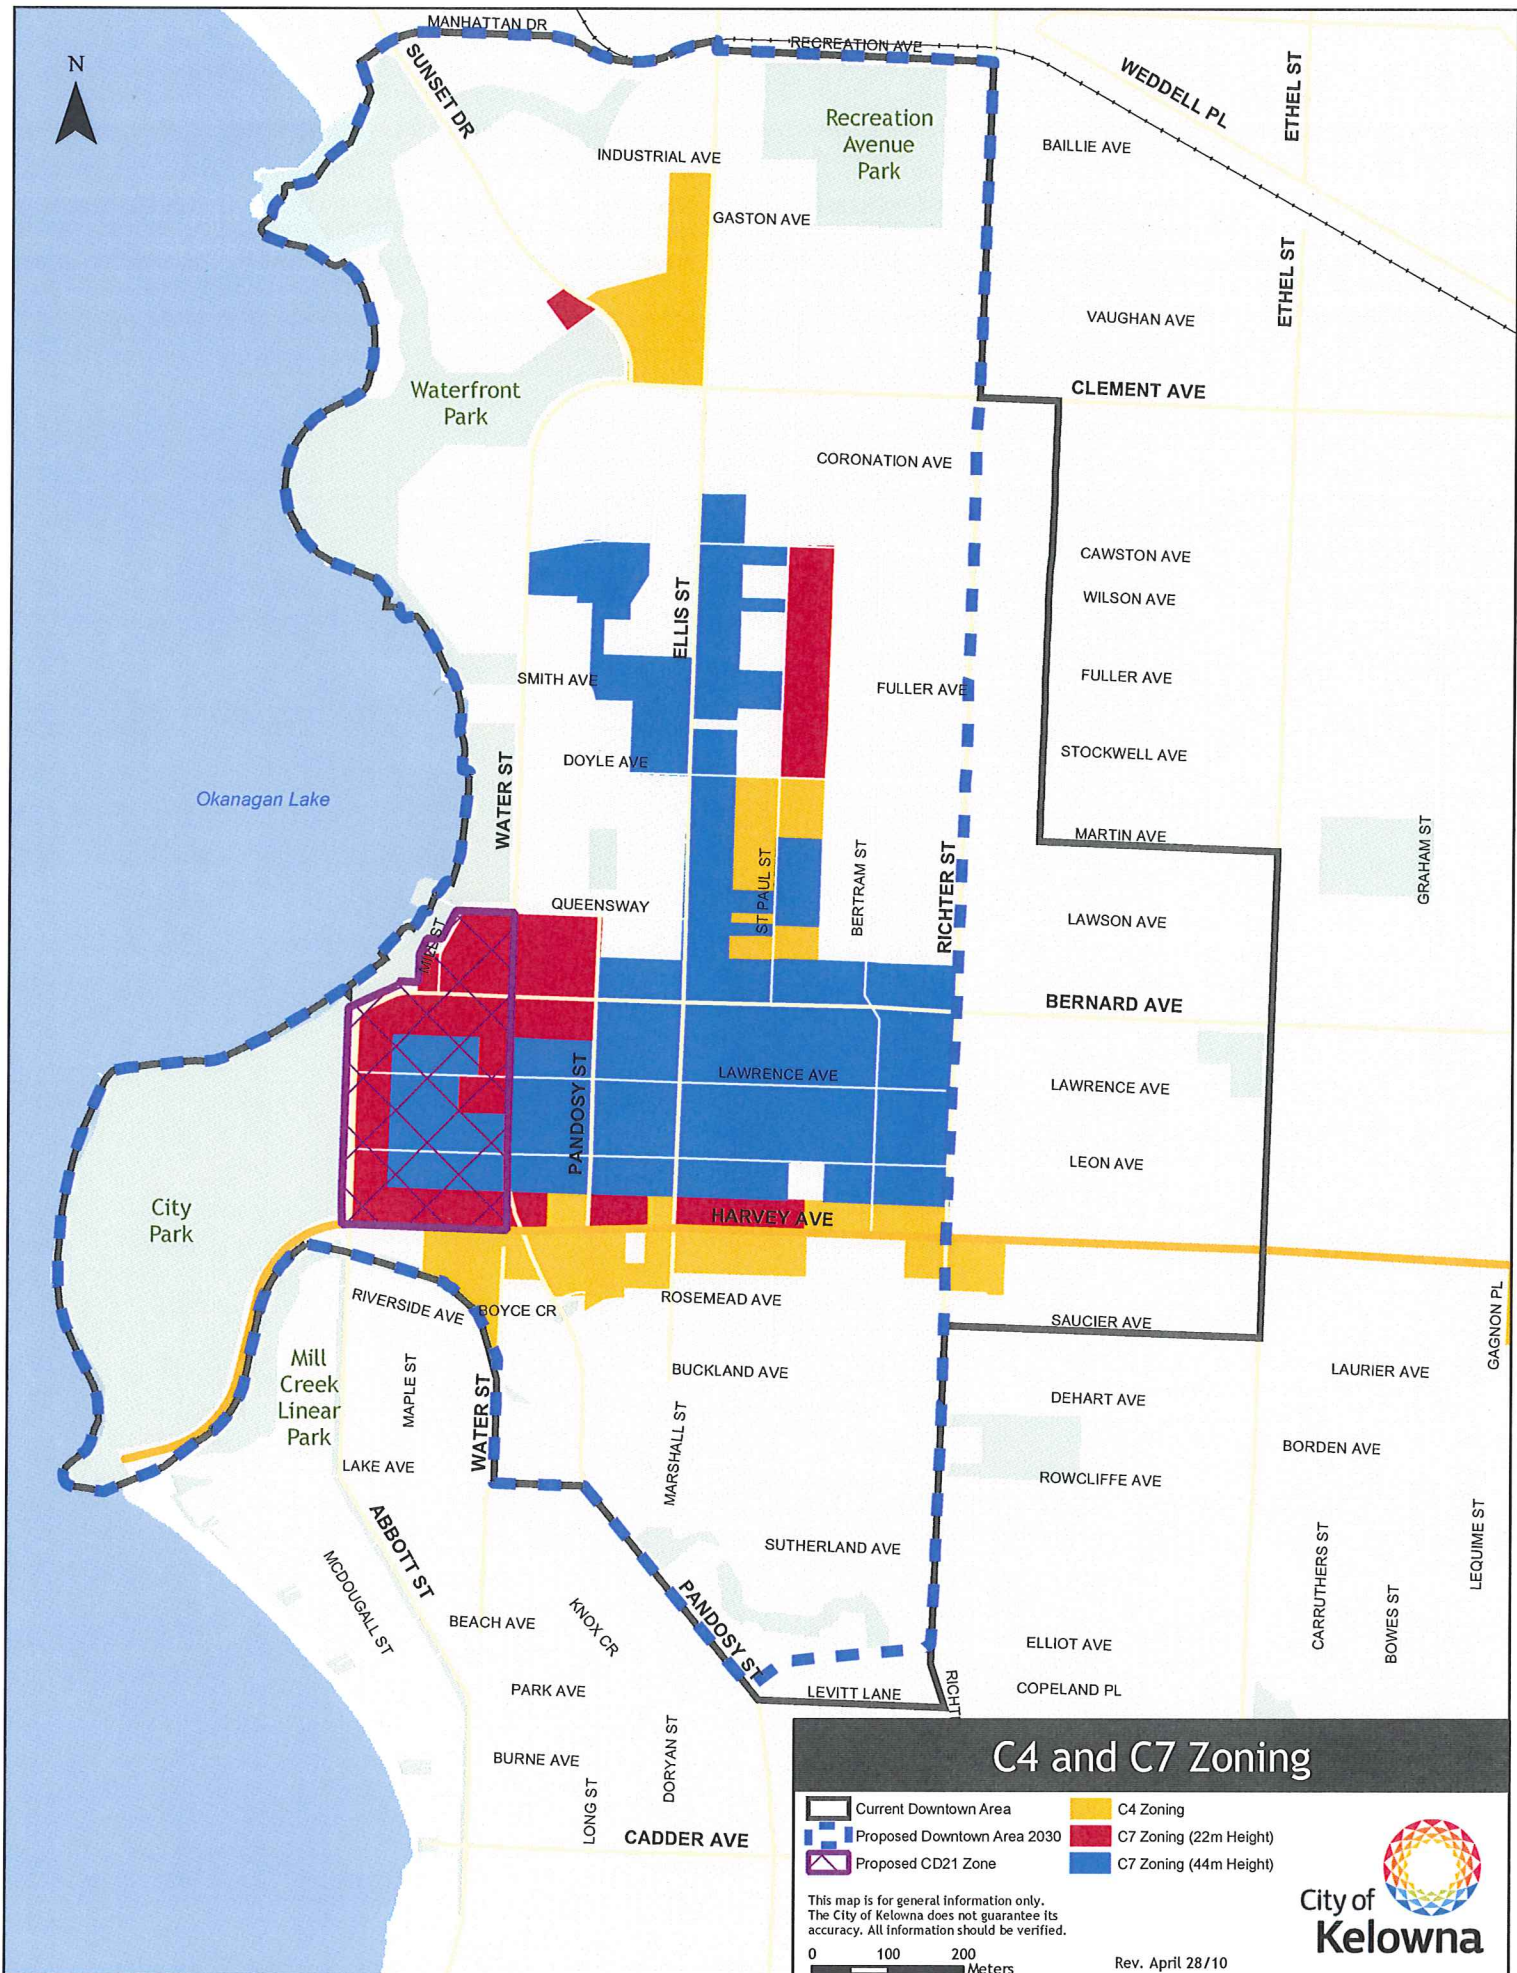 MANHATTAN DR
RECREATION AVE
N
SUNSET DR
WEDDELL PL
ETHEL ST
Recreation
Avenue
Park
BAILLIE AVE
INDUSTRIAL AVE
GASTON AVE
ETHEL ST
VAUGHAN AVE
Waterfront
Park
CLEMENT AVE
CORONATION AVE
CAWSTON AVE
WILSON AVE
ELLIS ST
SMITH AVE
FULLER AVE
FULLER AVE
DOYLE AVE
STOCKWELL AVE
WATER ST
Okanagan Lake
MARTIN AVE
GRAHAM ST
ST PAUL ST
BERTRAM ST
RICHTER ST
QUEENSWAY
LAWSON AVE
MILL ST
BERNARD AVE
PANDOSY ST
LAWRENCE AVE
LAWRENCE AVE
LEON AVE
City
Park
HARVEY AVE
RIVERSIDE AVE
BOYCE CR
ROSEMEAD AVE
SAUCIER AVE
GAGNON PL
Mill
Creek
Linear
Park
MAPLE ST
WATER ST
BUCKLAND AVE
LAURIER AVE
DEHART AVE
MARSHALL ST
BORDEN AVE
LAKE AVE
ROWCLIFFE AVE
ABBOTT ST
SUTHERLAND AVE
CARRUTHERS ST
LEQUIME ST
MCDOUGALL ST
BEACH AVE
KNOX CR
PANDOSY ST
BOWES ST
ELLIOT AVE
PARK AVE
LEVITT LANE
RICHT
COPELAND PL
BURNE AVE
DORYAN ST
LONG ST
CADDER AVE
C4 and C7 Zoning
Current Downtown Area
Proposed Downtown Area 2030
Proposed CD21 Zone
C4 Zoning
C7 Zoning (22m Height)
C7 Zoning (44m Height)
This map is for general information only.
The City of Kelowna does not guarantee its
accuracy. All information should be verified.
0 100 200
Meters
Rev. April 28/10
City of
Kelowna